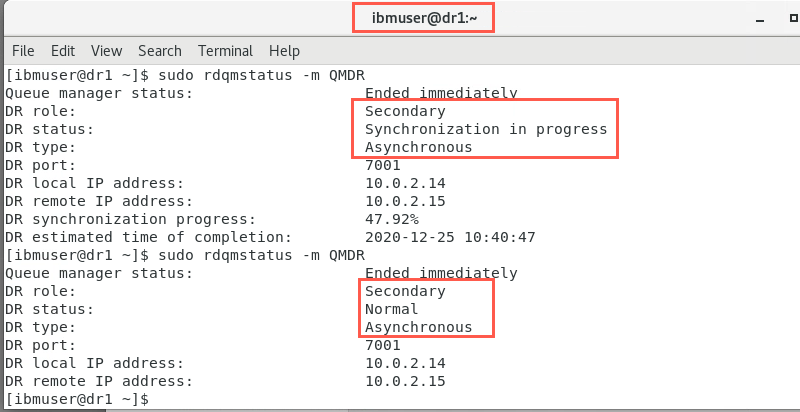 ibmuser@dr1:~
File Edit View Search Terminal Help
[ibmuser@dr1 ~]$ sudo rdqmstatus -m QMDR
Queue manager status: Ended immediately
DR role: Secondary
DR status: Synchronization in progress
DR type: Asynchronous
DR port: 7001
DR local IP address: 10.0.2.14
DR remote IP address: 10.0.2.15
DR synchronization progress: 47.92%
DR estimated time of completion: 2020-12-25 10:40:47
[ibmuser@dr1 ~]$ sudo rdqmstatus -m QMDR
Queue manager status: Ended immediately
DR role: Secondary
DR status: Normal
DR type: Asynchronous
DR port: 7001
DR local IP address: 10.0.2.14
DR remote IP address: 10.0.2.15
[ibmuser@dr1 ~]$